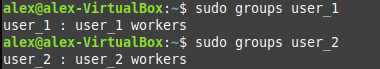 alex@alex-VirtualBox:~$ sudo groups user_1
user_1 : user_1 workers
alex@alex-VirtualBox:~$ sudo groups user_2
user_2 : user_2 workers